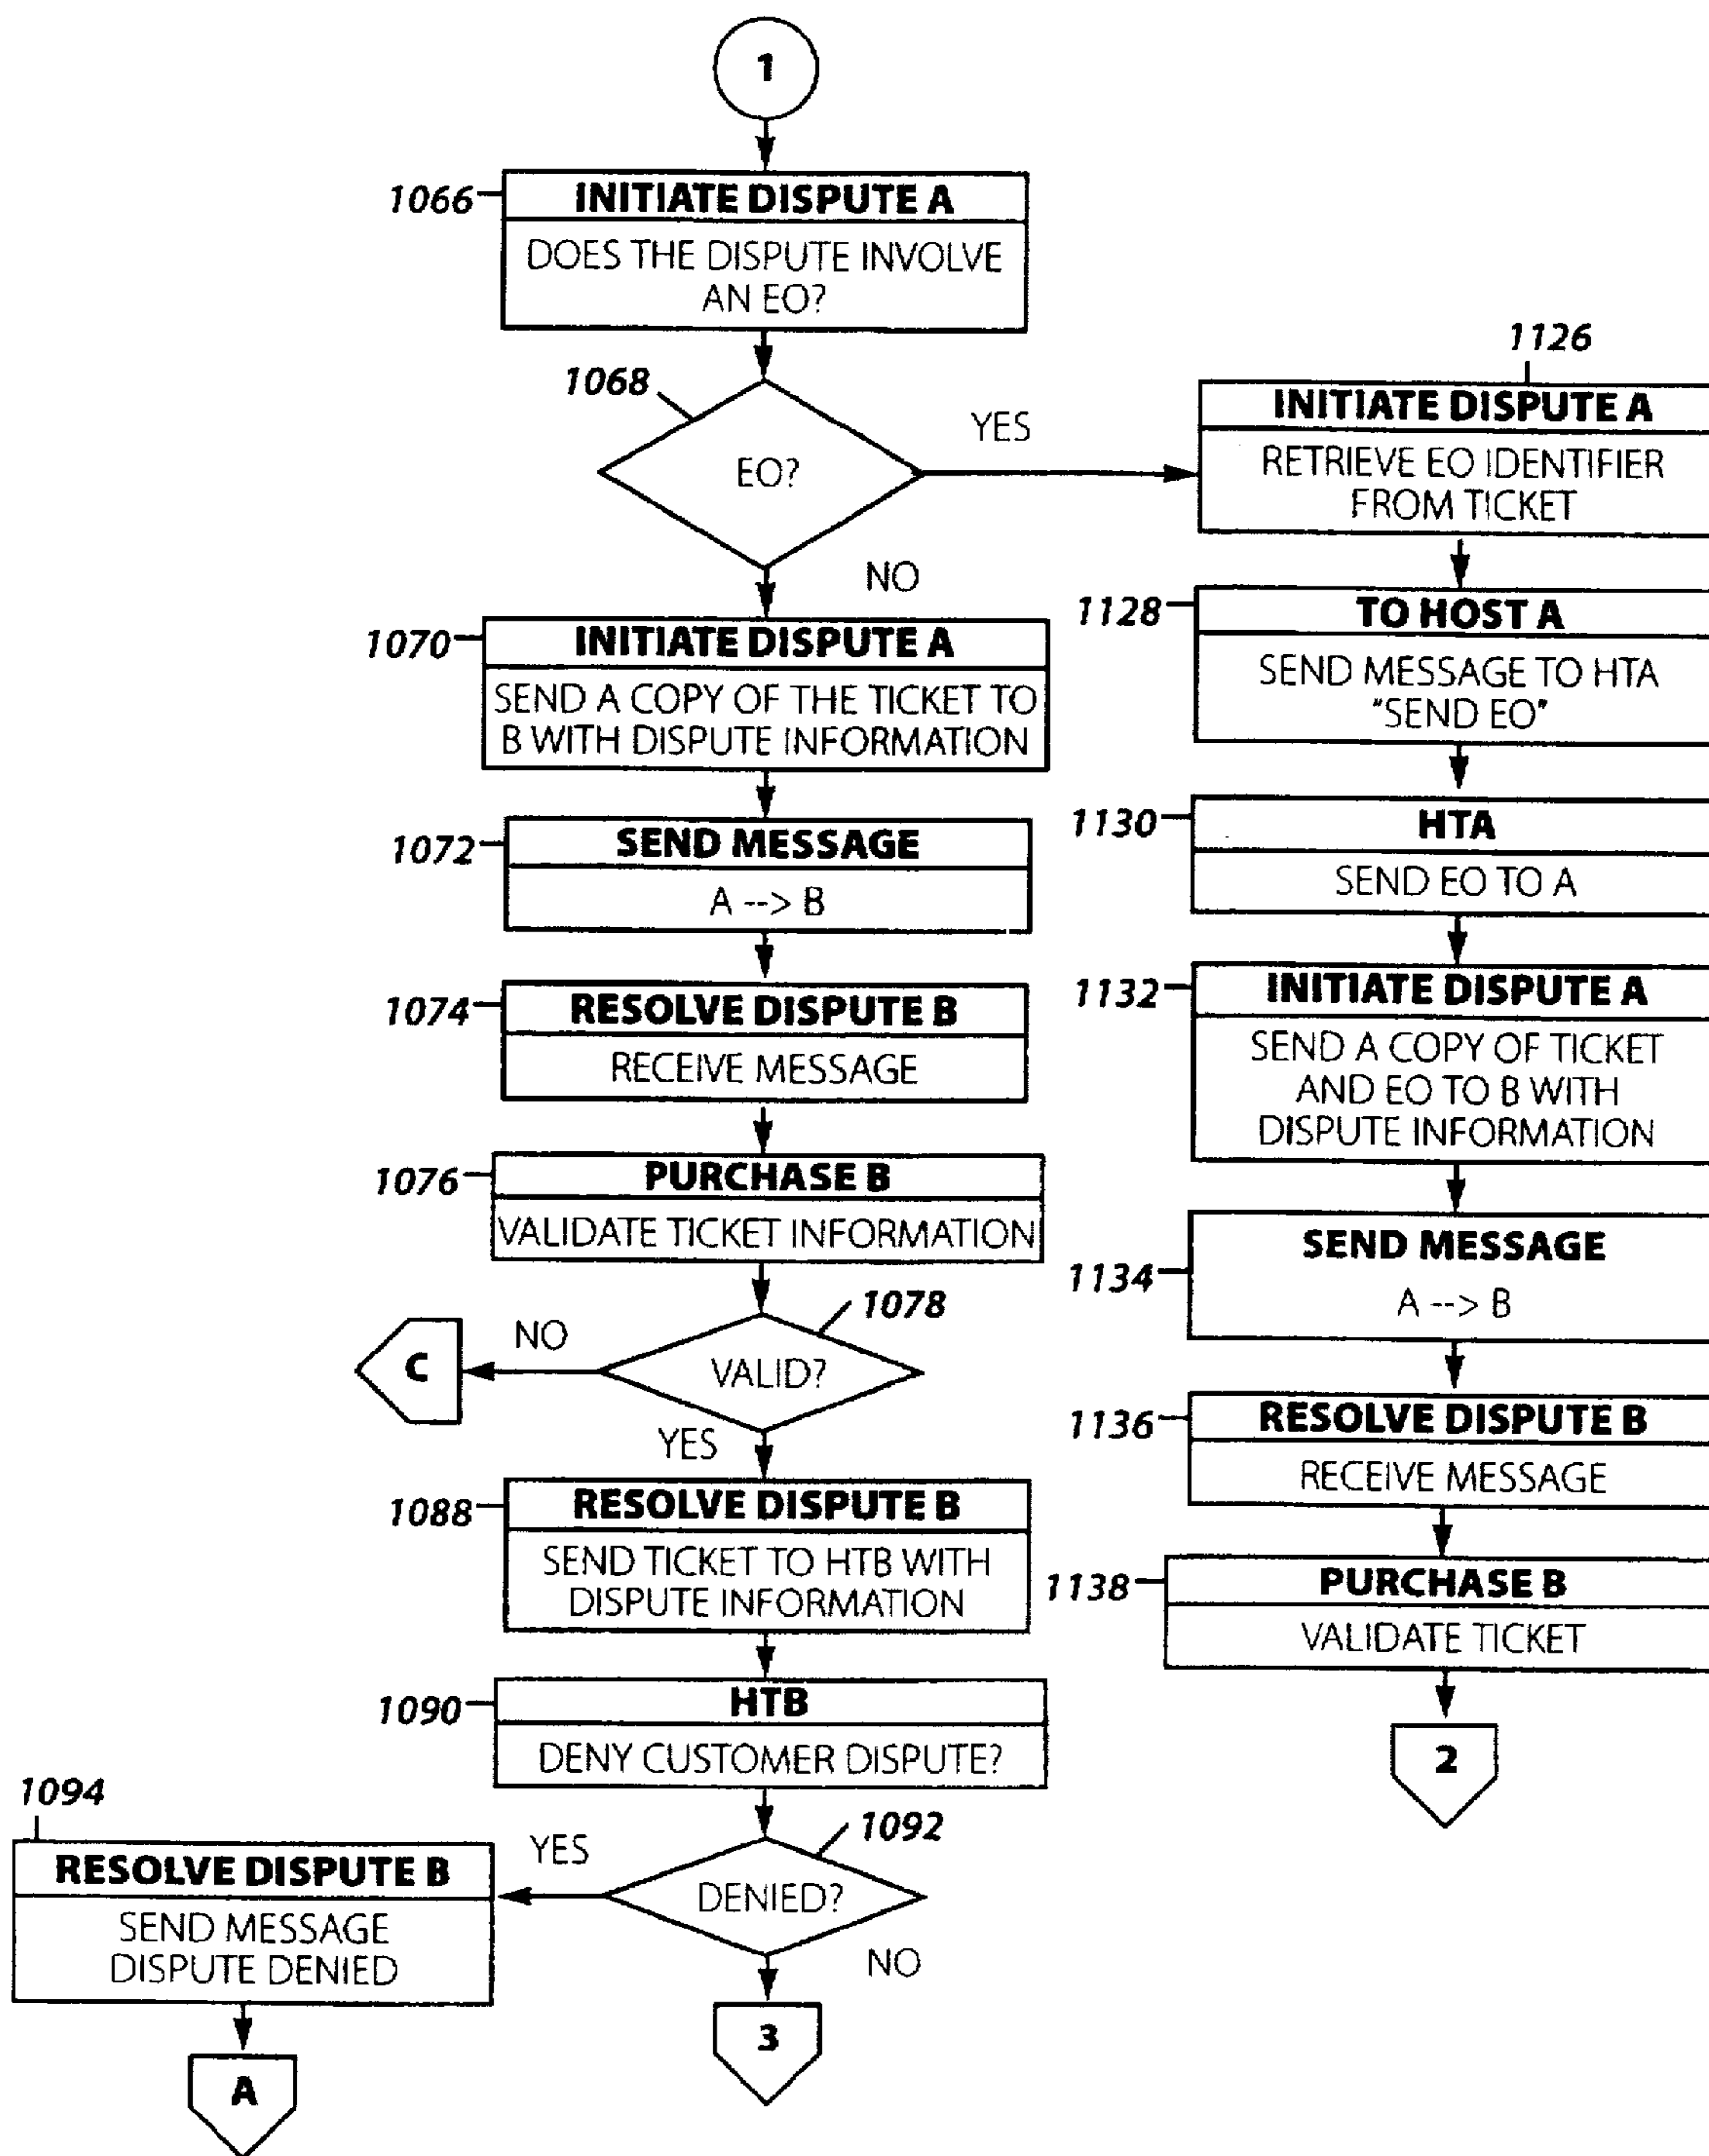 1
1066
INITIATE DISPUTE A
DOES THE DISPUTE INVOLVE
AN EO?
1068
EO?
YES
NO
1070
INITIATE DISPUTE A
SEND A COPY OF THE TICKET TO
B WITH DISPUTE INFORMATION
1072
SEND MESSAGE
A --> B
1074
RESOLVE DISPUTE B
RECEIVE MESSAGE
1076
PURCHASE B
VALIDATE TICKET INFORMATION
1078
VALID?
NO
C
YES
1088
RESOLVE DISPUTE B
SEND TICKET TO HTB WITH
DISPUTE INFORMATION
1090
HTB
DENY CUSTOMER DISPUTE?
1092
DENIED?
YES
NO
1094
RESOLVE DISPUTE B
SEND MESSAGE
DISPUTE DENIED
A
3
1126
INITIATE DISPUTE A
RETRIEVE EO IDENTIFIER
FROM TICKET
1128
TO HOST A
SEND MESSAGE TO HTA
"SEND EO"
1130
HTA
SEND EO TO A
1132
INITIATE DISPUTE A
SEND A COPY OF TICKET
AND EO TO B WITH
DISPUTE INFORMATION
1134
SEND MESSAGE
A --> B
1136
RESOLVE DISPUTE B
RECEIVE MESSAGE
1138
PURCHASE B
VALIDATE TICKET
2